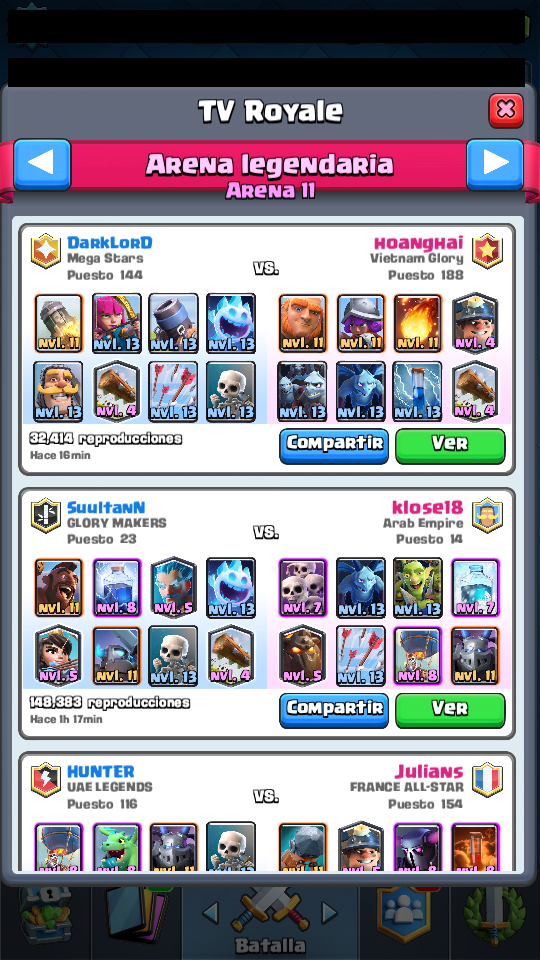 TV Royale
Arena legendaria
Arena 11
DarkLorD
Mega Stars
Puesto 144
vs.
HOANGHAI
Vietnam Glory
Puesto 188
nvl. 11 nvl. 13 nvl. 13 nvl. 13 nvl. 11 nvl. 11 nvl. 11 nvl. 4
nvl. 13 nvl. 4 nvl. 13 nvl. 13 nvl. 13 nvl. 13 nvl. 13 nvl. 4
32,414 reproducciones
Hace 16min
Compartir
Ver
SuultanN
GLORY MAKERS
Puesto 23
vs.
klose18
Arab Empire
Puesto 14
nvl. 11 nvl. 8 nvl. 5 nvl. 13 nvl. 7 nvl. 13 nvl. 13 nvl. 7
nvl. 5 nvl. 11 nvl. 13 nvl. 4 nvl. 5 nvl. 13 nvl. 8 nvl. 11
148,383 reproducciones
Hace 1h 17min
Compartir
Ver
HUNTER
UAE LEGENDS
Puesto 116
vs.
Julians
FRANCE ALL-STAR
Puesto 154
Batalla